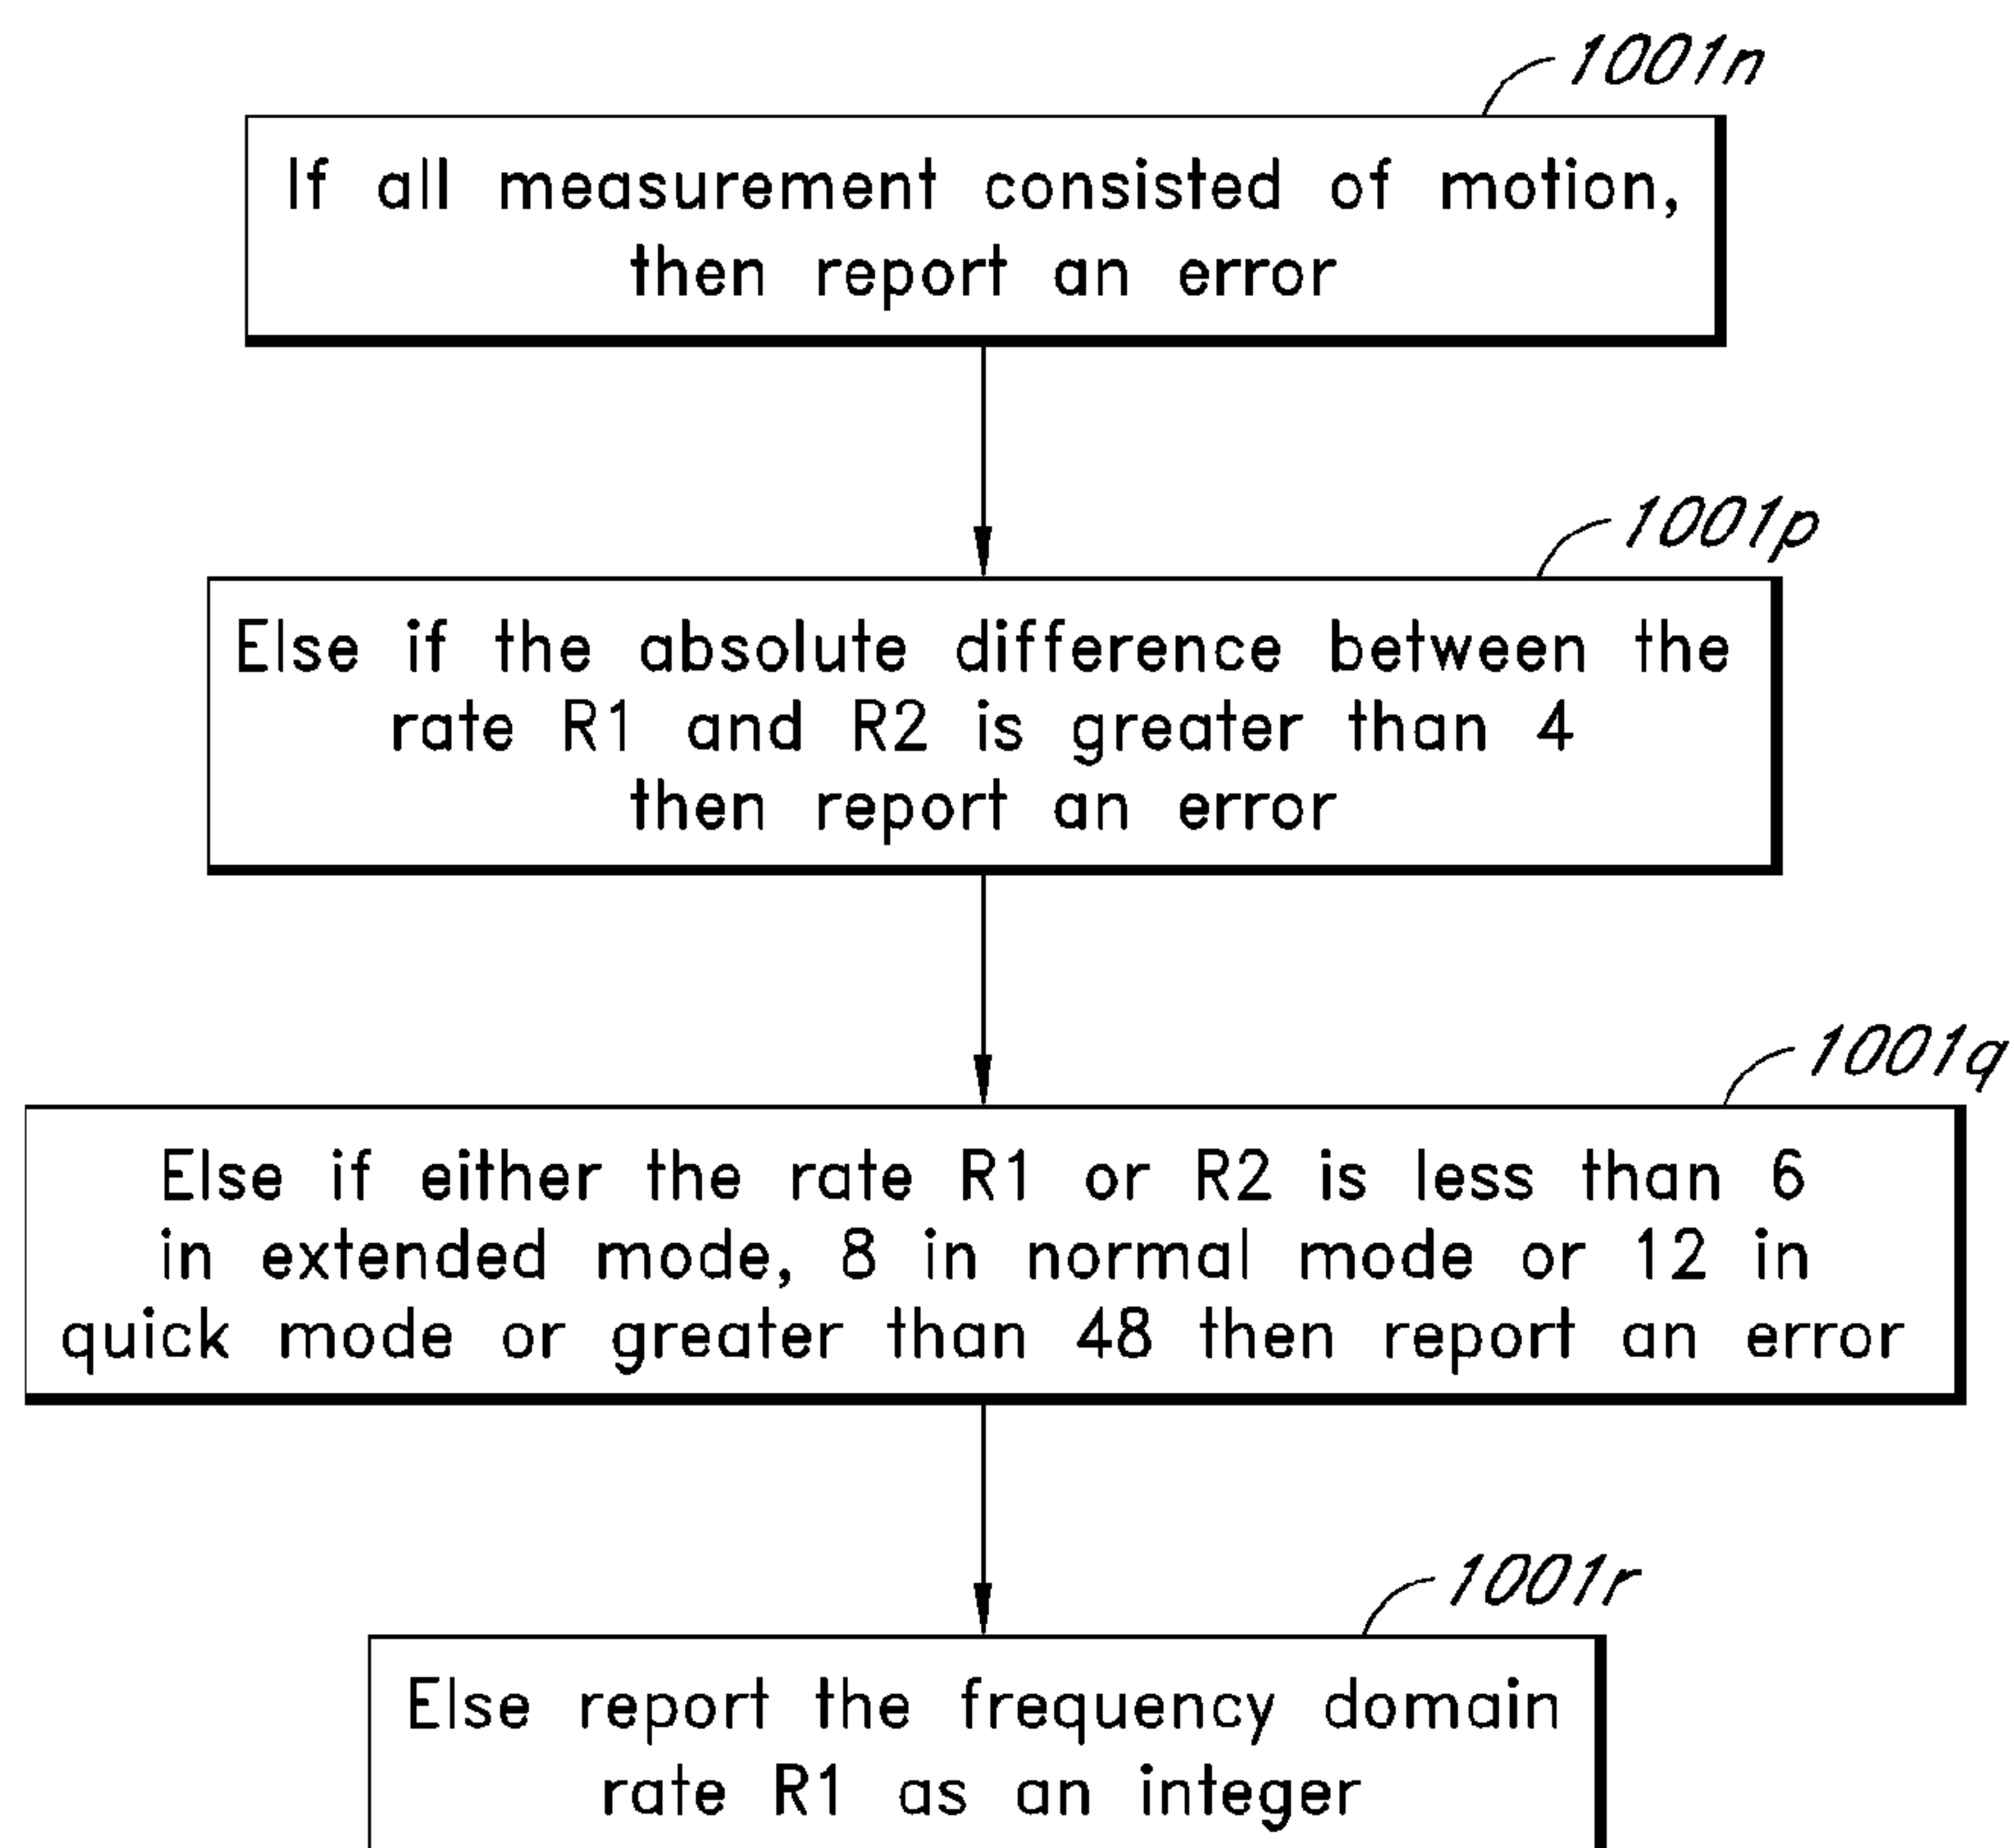 1001n
If all measurement consisted of motion,
then report an error
1001p
Else if the absolute difference between the
rate R1 and R2 is greater than 4
then report an error
1001q
Else if either the rate R1 or R2 is less than 6
in extended mode, 8 in normal mode or 12 in
quick mode or greater than 48 then report an error
1001r
Else report the frequency domain
rate R1 as an integer